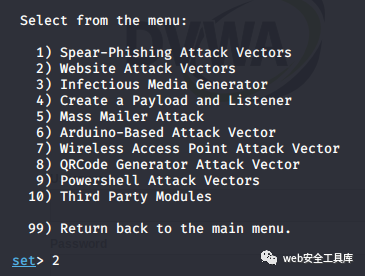 Select from the menu:
1) Spear-Phishing Attack Vectors
2) Website Attack Vectors
3) Infectious Media Generator
4) Create a Payload and Listener
5) Mass Mailer Attack
6) Arduino-Based Attack Vector
7) Wireless Access Point Attack Vector
8) QRCode Generator Attack Vector
9) Powershell Attack Vectors
10) Third Party Modules
99) Return back to the main menu.
Password
set> 2
web安全工具库